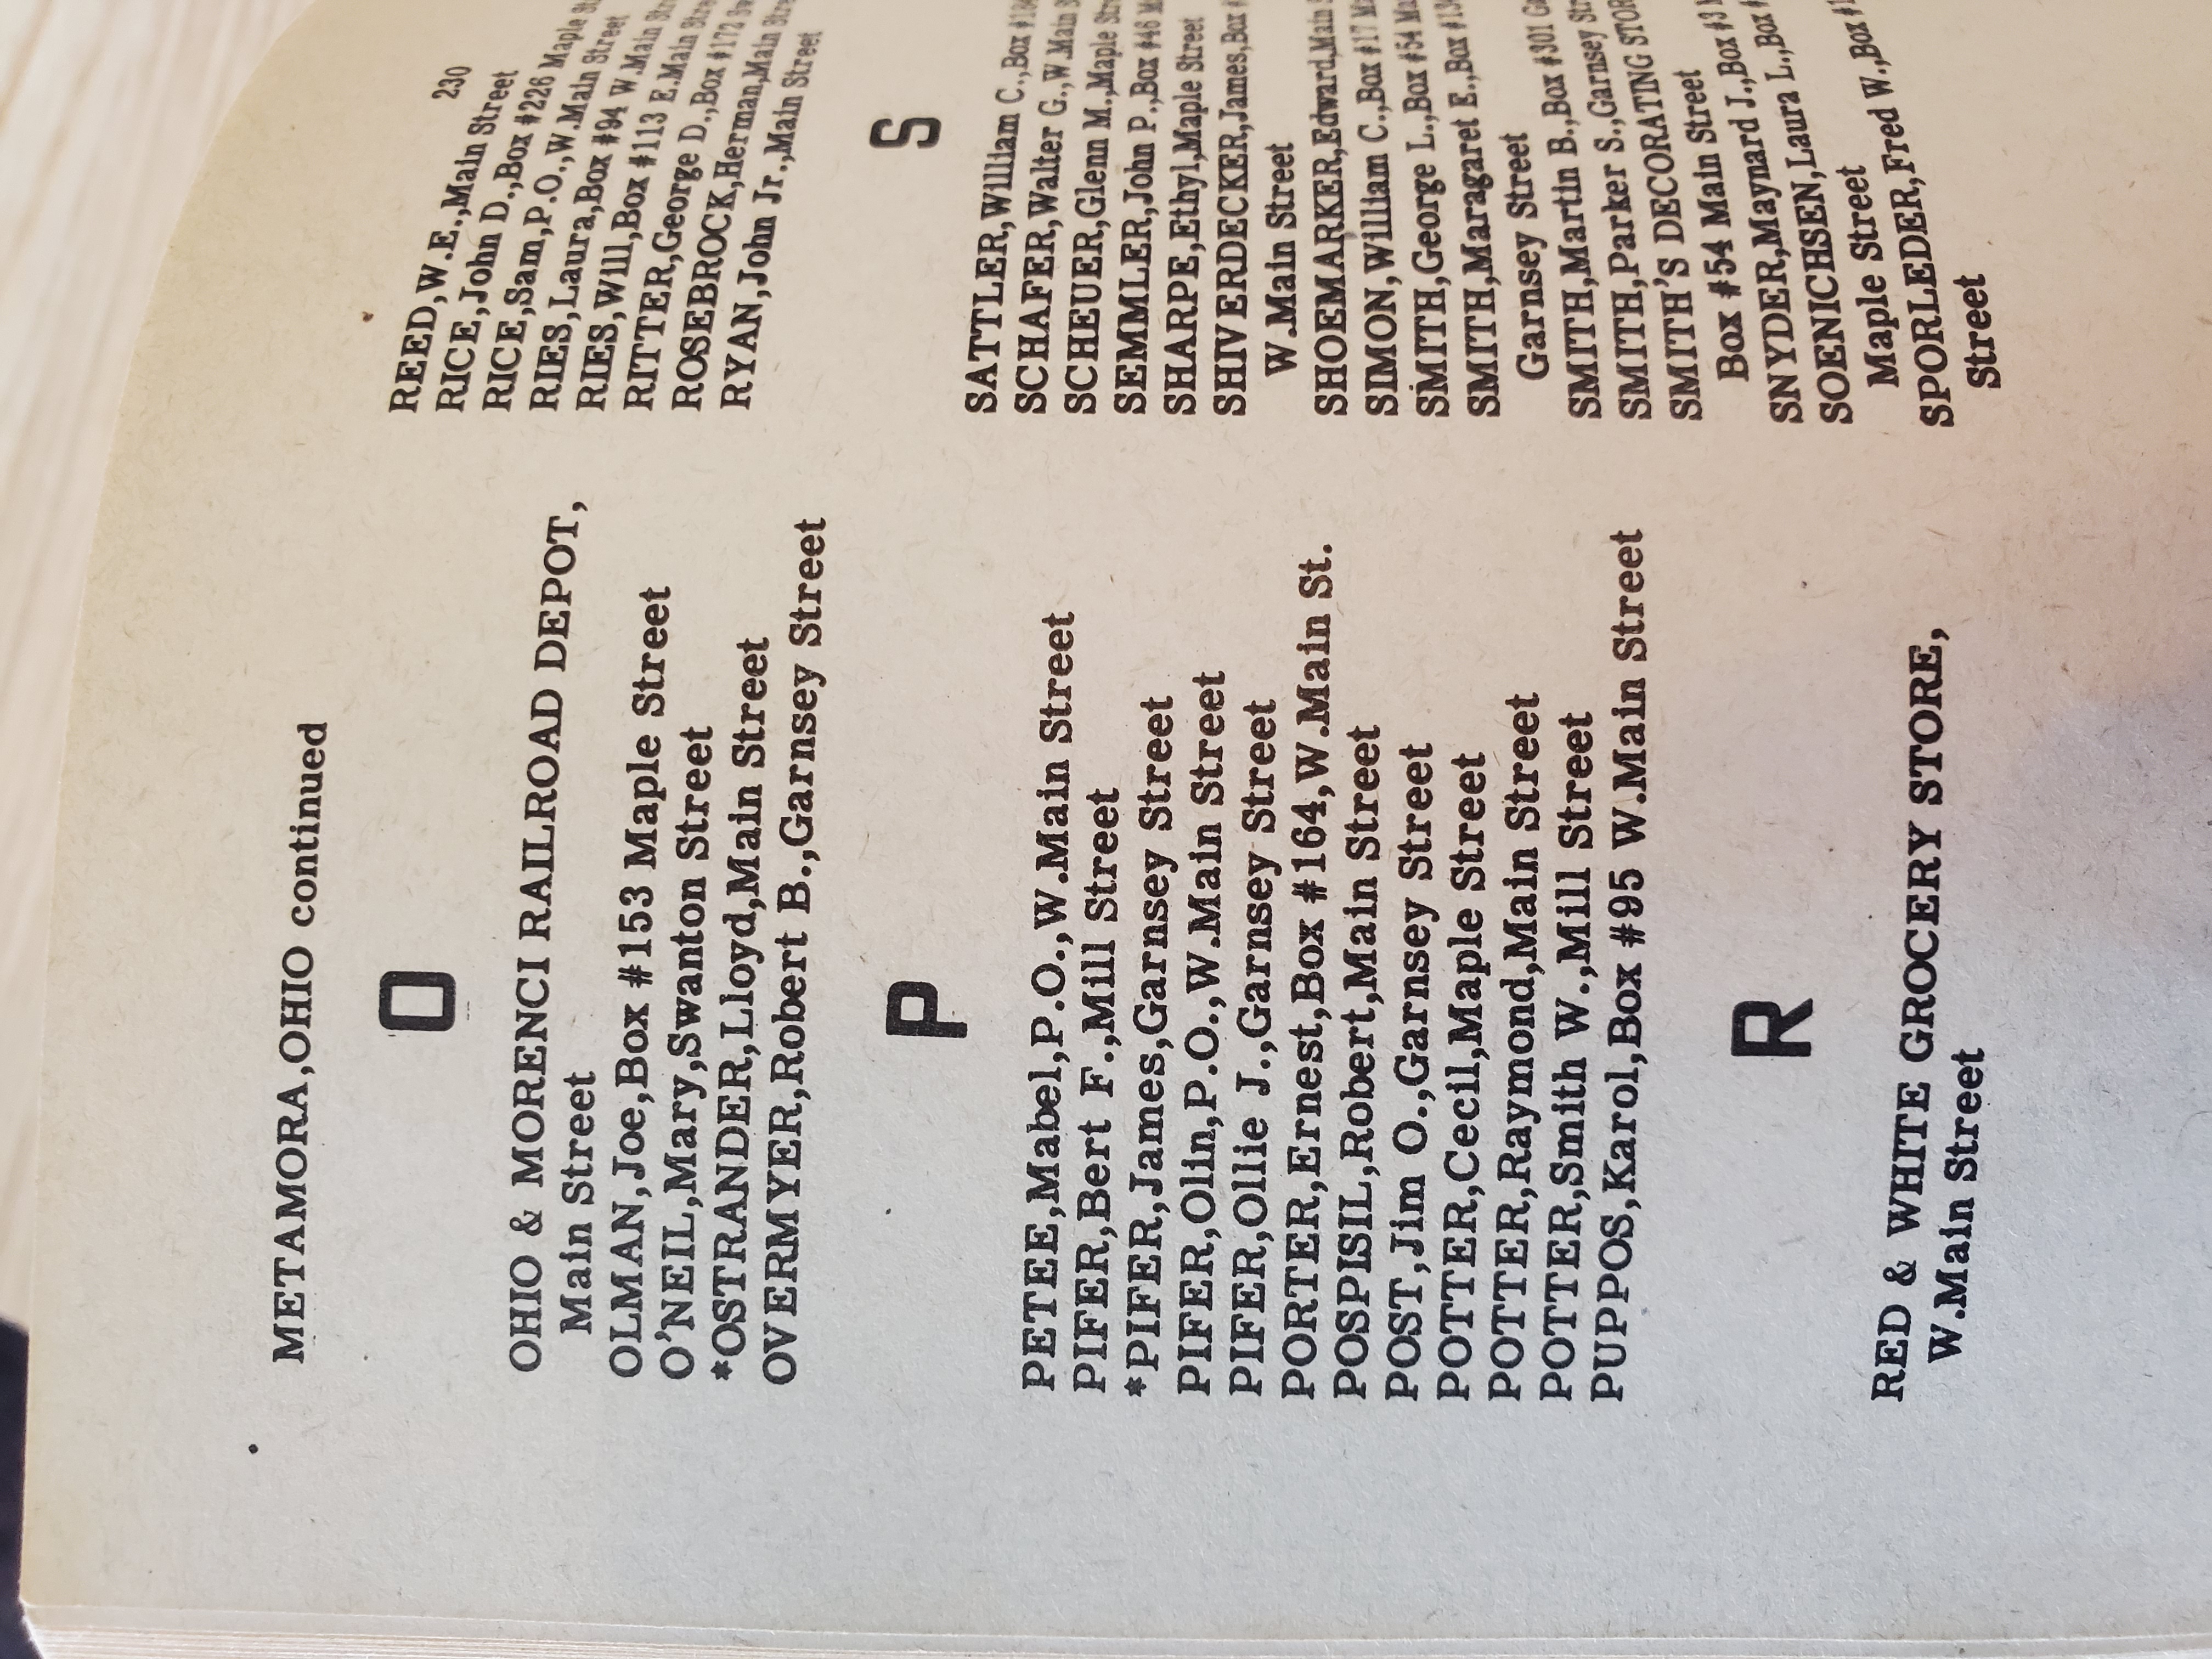 METAMORA,OHIO continued
O
OHIO & MORENCI RAILROAD DEPOT,
Main Street
OLMAN,Joe,Box #153 Maple Street
O'NEIL,Mary,Swanton Street
*OSTRANDER,Lloyd,Main Street
OVERMYER,Robert B.,Garnsey Street
P
PETEE,Mabel,P.O.,W.Main Street
PIFER,Bert F.,Mill Street
*PIFER,James,Garnsey Street
PIFER,Olin,P.O.,W.Main Street
PIFER,Ollie J.,Garnsey Street
PORTER,Ernest,Box #164,W.Main St.
POSPISIL,Robert,Main Street
POST,Jim O.,Garnsey Street
POTTER,Cecil,Maple Street
POTTER,Raymond,Main Street
POTTER,Smith W.,Mill Street
PUPPOS,Karol,Box #95 W.Main Street
R
RED & WHITE GROCERY STORE,
W.Main Street
230
REED,W.E.,Main Street
RICE,John D.,Box #226 Maple
RICE,Sam,P.O.,W.Main Street
RIES,Laura,Box #94 W.Main
RIES,Will,Box #113 E.Main
RITTER,George D.,Box #172
ROSEBROCK,Herman,Main
RYAN,John Jr.,Main Street
S
SATTLER,William C.,Box
SCHAFER,Walter G.,W.Main
SCHEUER,Glenn M.,Maple
SEMMLER,John P.,Box #46
SHARPE,Ethyl,Maple Street
SHIVERDECKER,James,Box
W.Main Street
SHOEMARKER,Edward,Main
SIMON,William C.,Box #17
SMITH,George L.,Box #54
SMITH,Maragaret E.,Box
Garnsey Street
SMITH,Martin B.,Box #301
SMITH,Parker S.,Garnsey
SMITH'S DECORATING
Box #54 Main Street
SNYDER,Maynard J.,Box
SOENICHSEN,Laura L.,Box
Maple Street
SPORLEDER,Fred W.,Box
Street